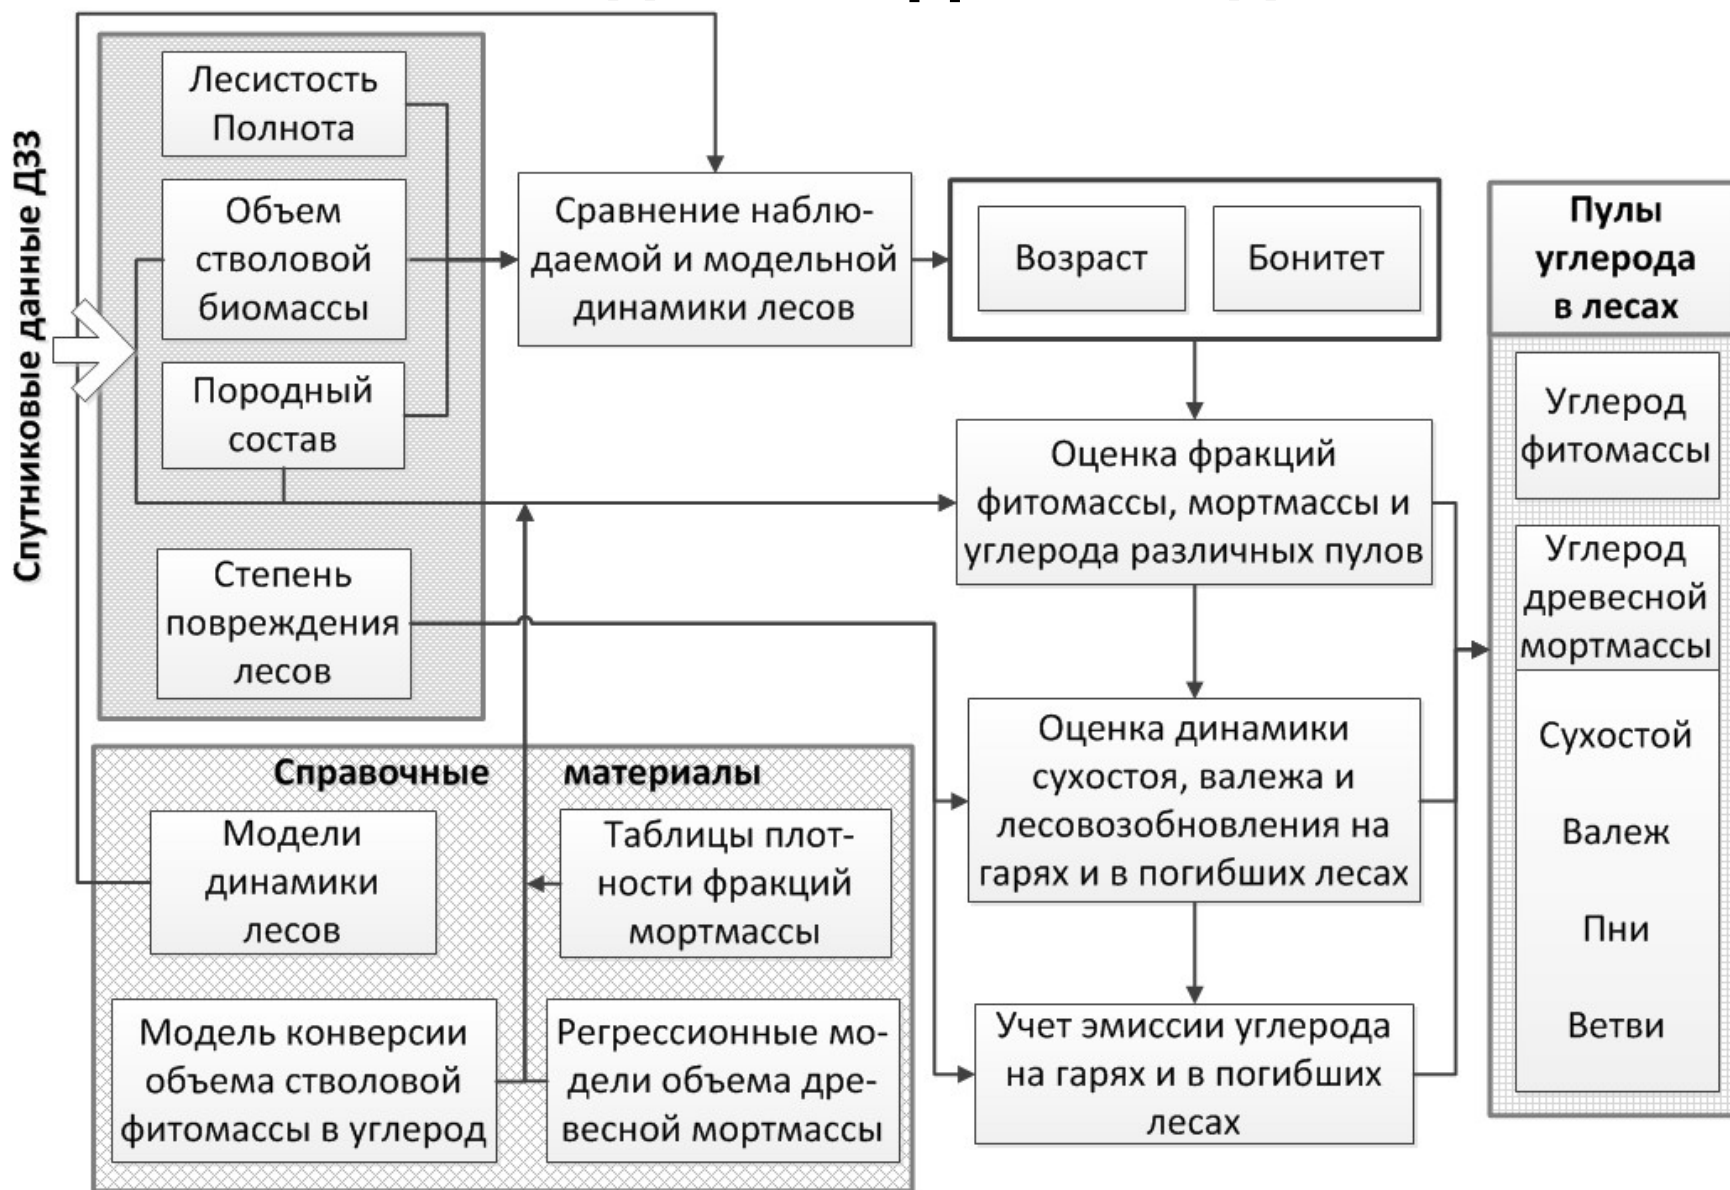 Спутниковые данные ДЗЗ
Лесистость
Полнота
Объем
стволовой
биомассы
Породный
состав
Степень
повреждения
лесов
Сравнение наблю-
даемой и модельной
динамики лесов
Возраст
Бонитет
Оценка фракций
фитомассы, мортмассы и
углерода различных пулов
Оценка динамики
сухостоя, валежа и
лесовозобновления на
гарях и в погибших лесах
Учет эмиссии углерода
на гарях и в погибших
лесах
Справочные материалы
Модели
динамики
лесов
Таблицы плот-
ности фракций
мортмассы
Модель конверсии
объема стволовой
фитомассы в углерод
Регрессионные мо-
дели объема дре-
весной мортмассы
Пулы
углерода
в лесах
Углерод
фитомассы
Углерод
древесной
мортмассы
Сухостой
Валеж
Пни
Ветви